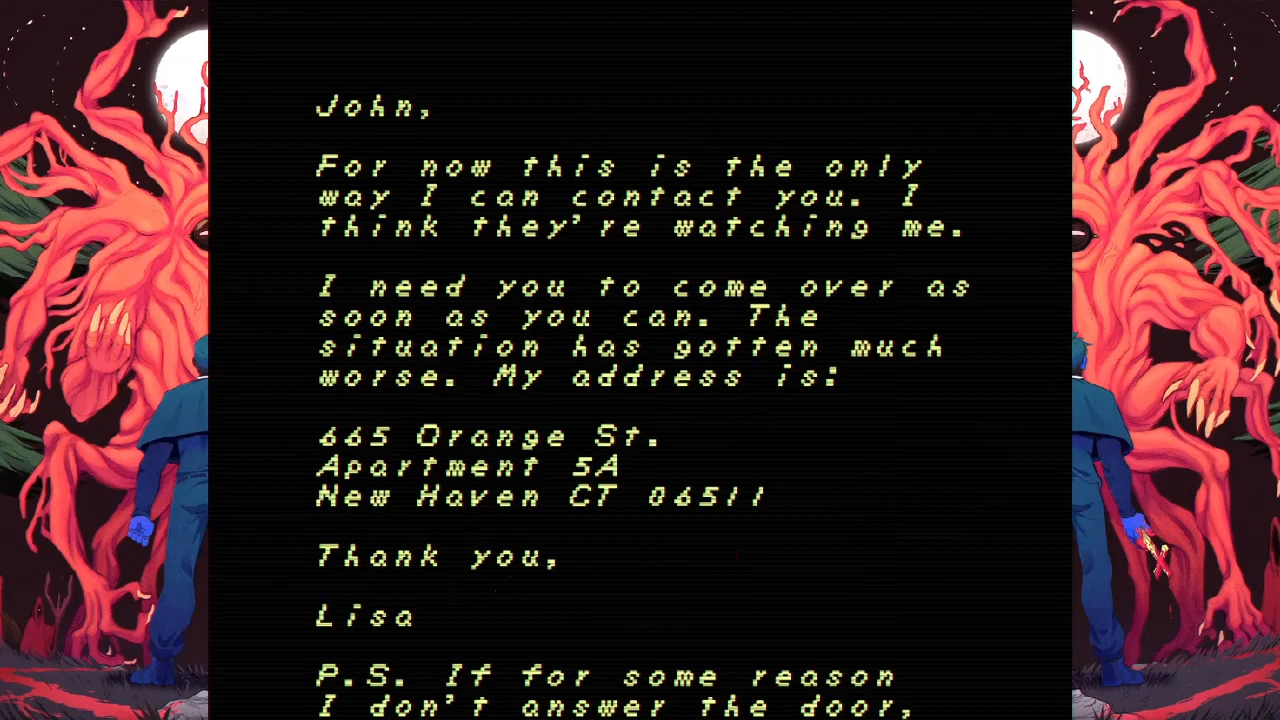 John,
For now this is the only
way I can contact you. I
think they're watching me.
I need you to come over as
soon as you can. The
situation has gotten much
worse. My address is:
665 Orange St.
Apartment 5A
New Haven CT 06511
Thank you,
Lisa
P.S. If for some reason
I don't answer the door,